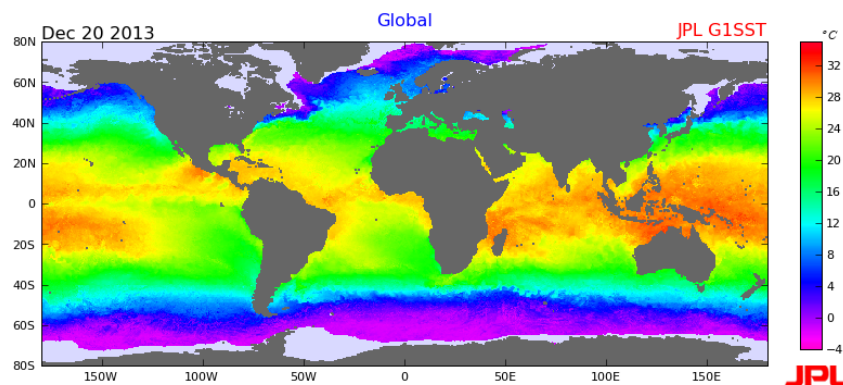 Global
Dec 20 2013
JPL G1SST
°C
80N
60N
40N
20N
0
20S
40S
60S
80S
150W
100W
50W
0
50E
100E
150E
32
28
24
20
16
12
8
4
0
−4
JPL